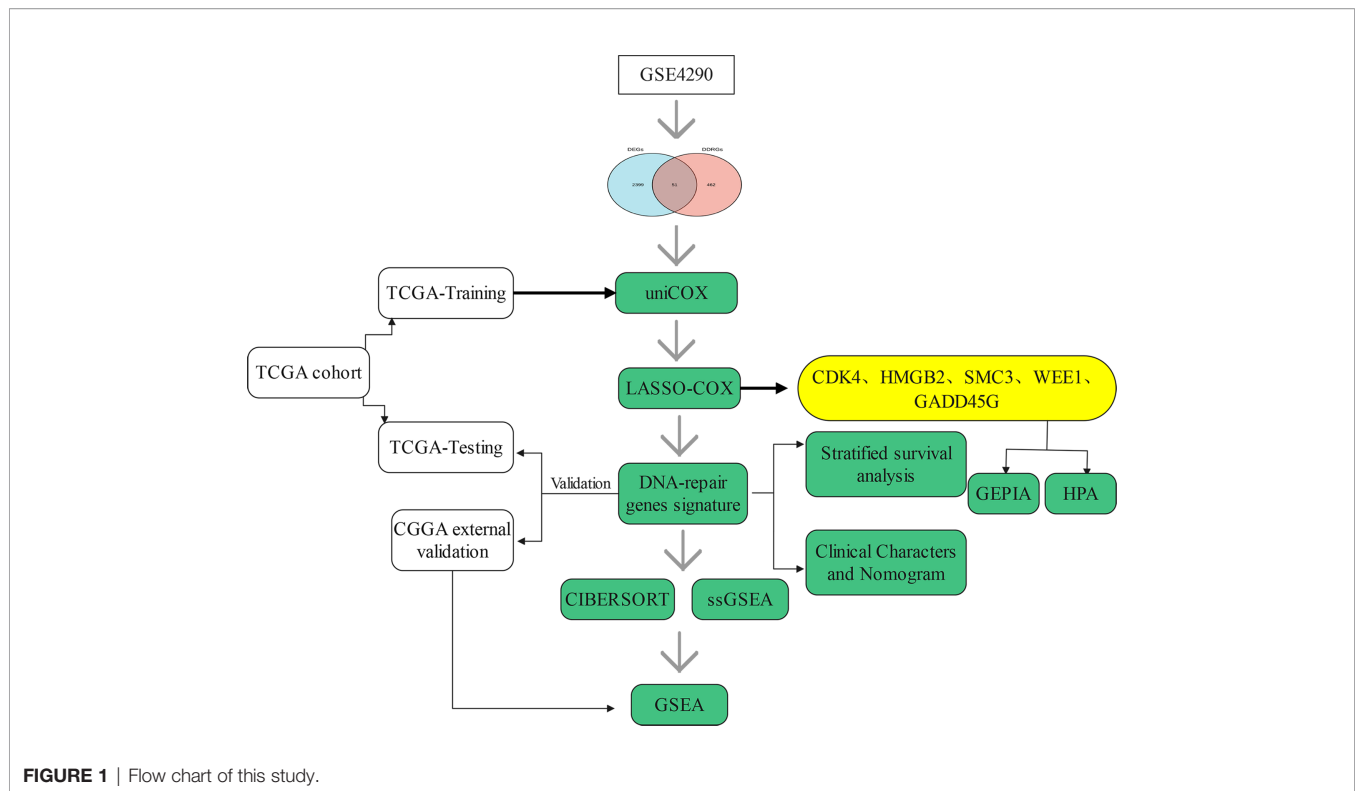 GSE4290
DEGs
DDRGs
2399
51
462
TCGA-Training
uniCOX
TCGA cohort
LASSO-COX
CDK4、HMGB2、SMC3、WEE1、
GADD45G
TCGA-Testing
Validation
DNA-repair
genes signature
Stratified survival
analysis
GEPIA
HPA
CGGA external
validation
Clinical Characters
and Nomogram
CIBERSORT
ssGSEA
GSEA
FIGURE 1 | Flow chart of this study.